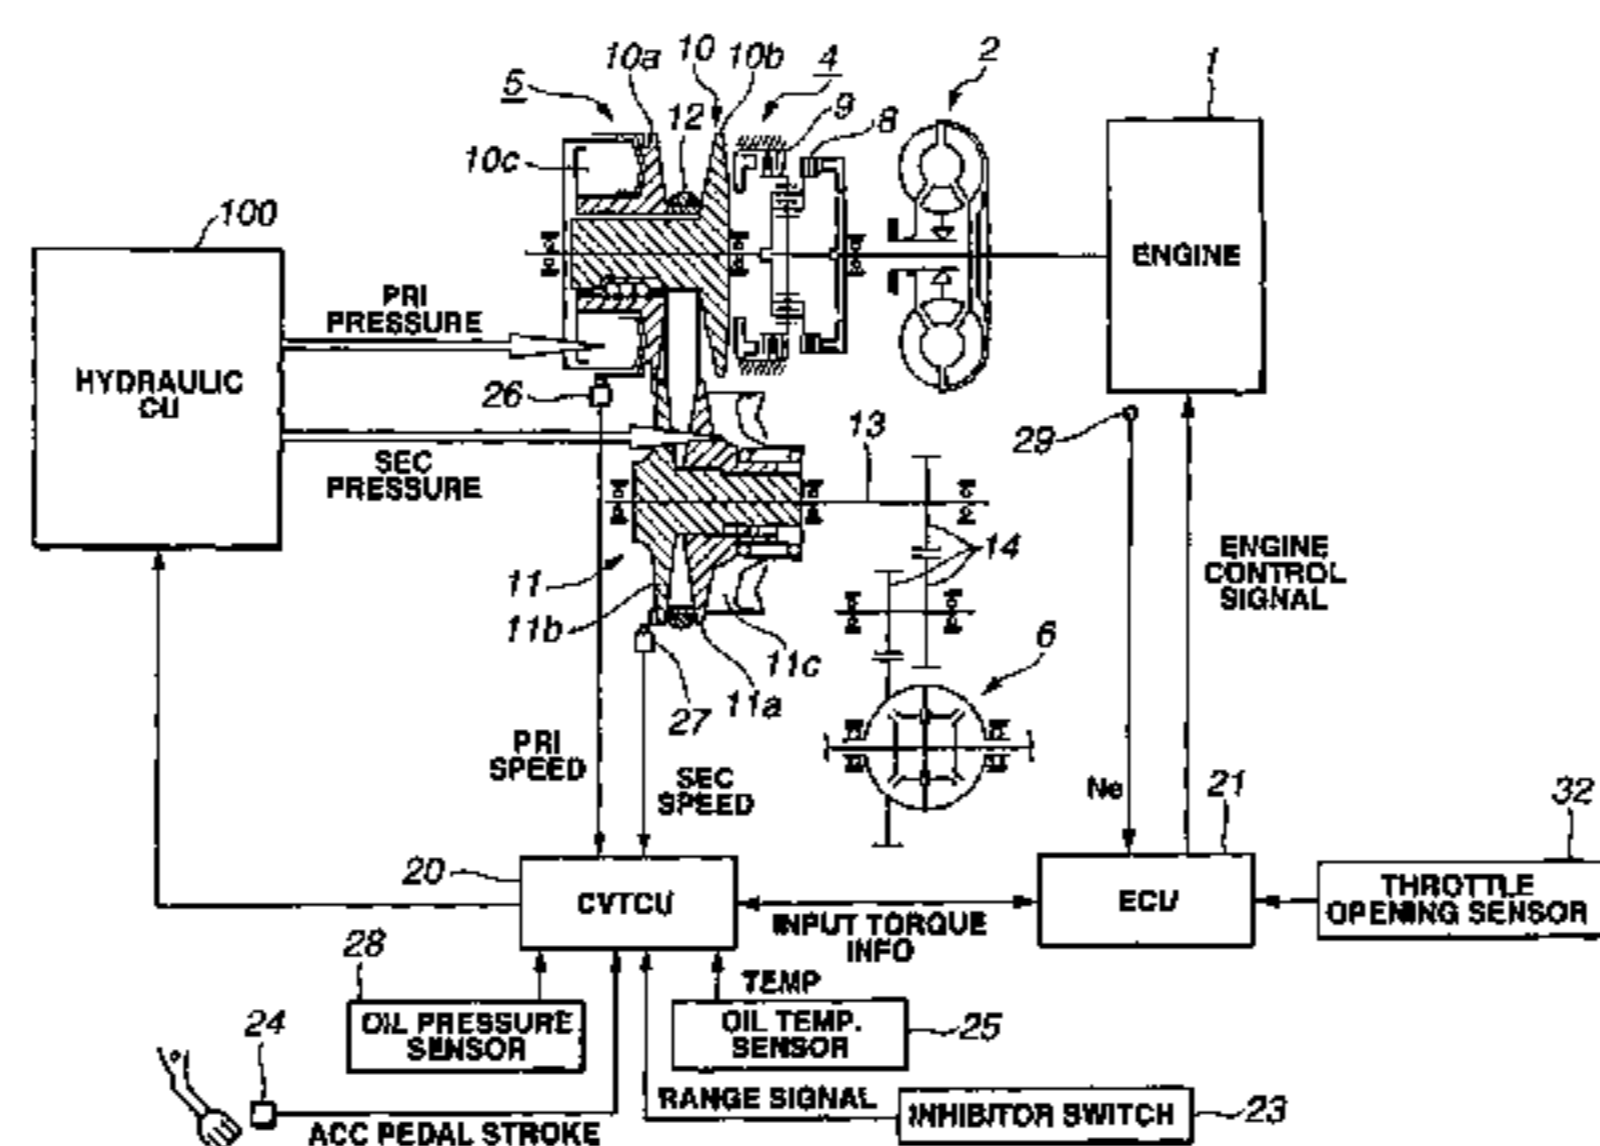 10a 10 10b 4 2 1
5 12 9 8
10c
100
ENGINE
PRI
PRESSURE
HYDRAULIC
CU
26
29
13
SEC
PRESSURE
14
ENGINE
CONTROL
SIGNAL
11
11b
6
11c
11a
27
PRI
SPEED
SEC
SPEED
Ne
21
32
20
CVTCU
ECU
THROTTLE
OPENING SENSOR
INPUT TORQUE
INFO
28
TEMP
24
OIL PRESSURE
SENSOR
OIL TEMP.
SENSOR
25
RANGE SIGNAL
INHIBITOR SWITCH
23
ACC PEDAL STROKE